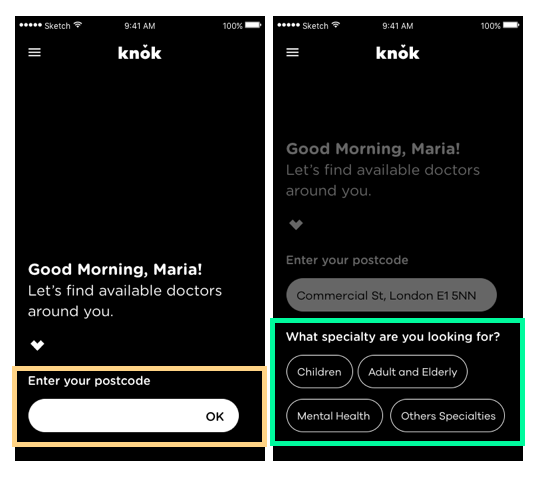 Sketch 9:41 AM 100%
knok
Good Morning, Maria!
Let's find available doctors
around you.
Enter your postcode
OK
Sketch 9:41 AM 100%
knok
Good Morning, Maria!
Let's find available doctors
around you.
Enter your postcode
Commercial St, London E1 5NN
What specialty are you looking for?
Children Adult and Elderly
Mental Health Others Specialties